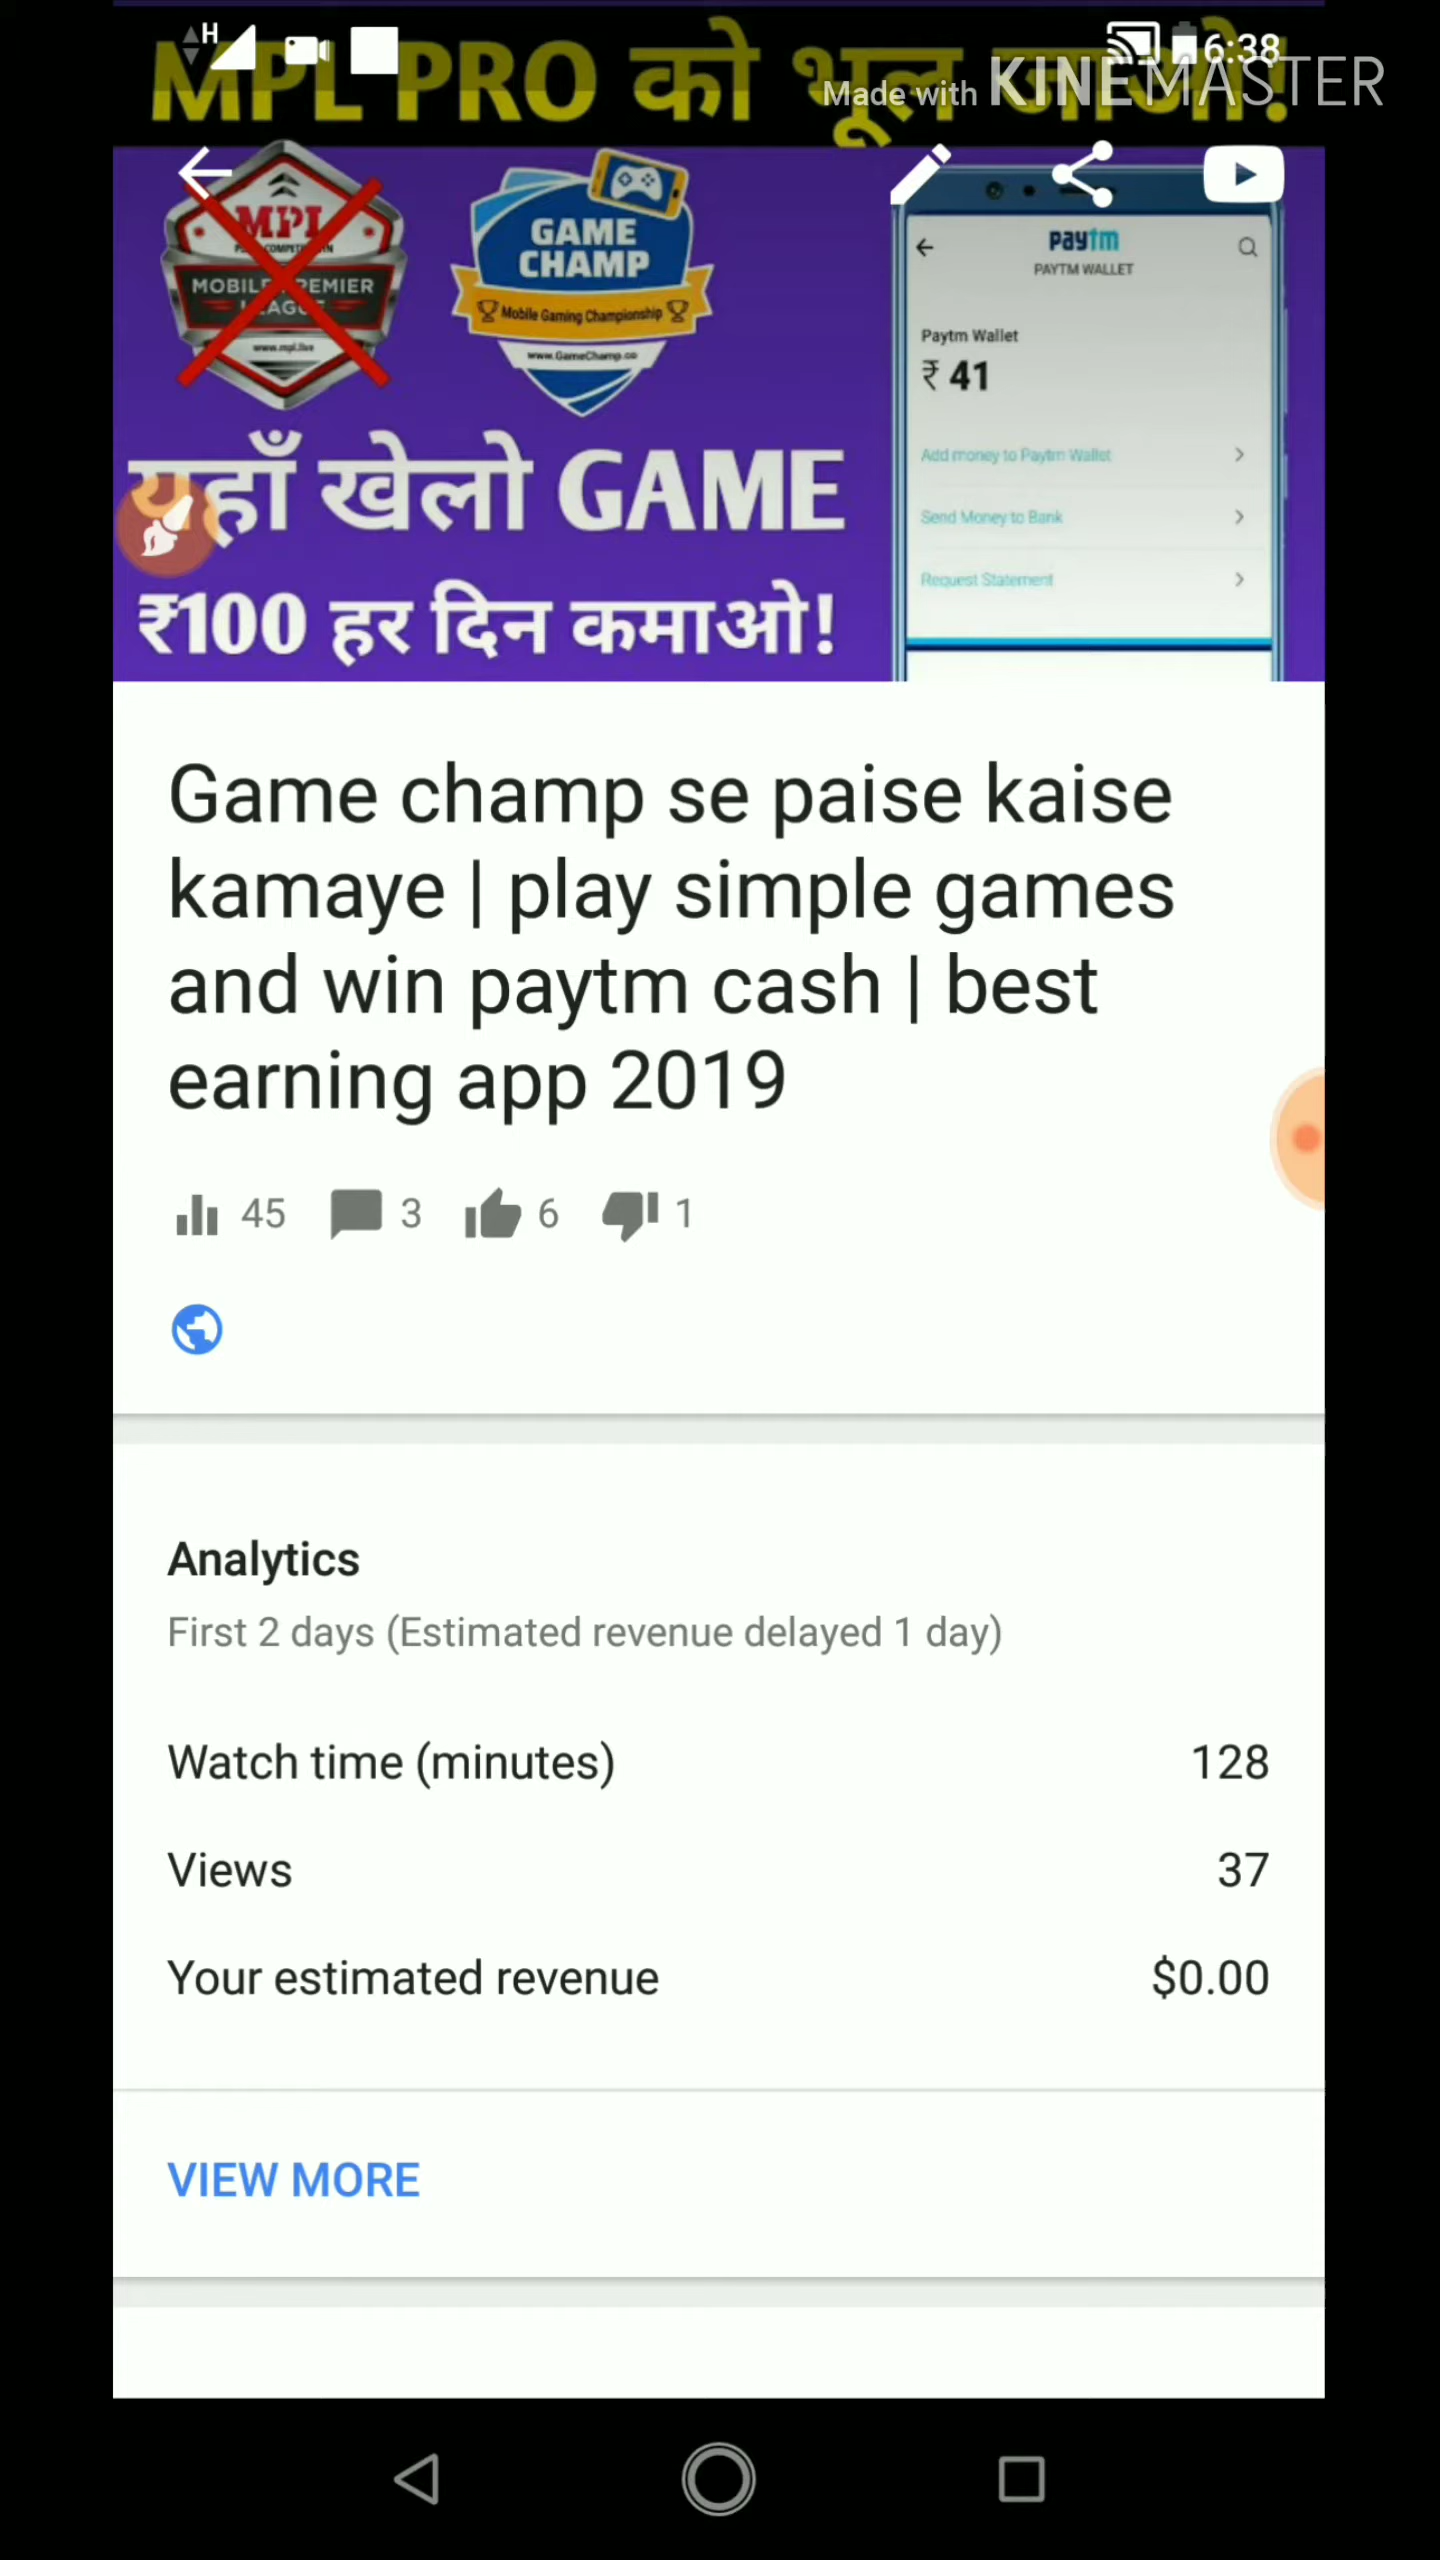 H
6:38
MPL PRO को भूल जाओ!
Made with KINEMASTER
MPL
MOBILE PREMIER
LEAGUE
www.mpl.live
GAME
CHAMP
Mobile Gaming Championship
www.GameChamp.co
paytm
PAYTM WALLET
Paytm Wallet
₹ 41
Add money to Paytm Wallet
Send Money to Bank
Request Statement
यहाँ खेलो GAME
₹100 हर दिन कमाओ!
Game champ se paise kaise
kamaye | play simple games
and win paytm cash | best
earning app 2019
45 3 6 1
Analytics
First 2 days (Estimated revenue delayed 1 day)
Watch time (minutes) 128
Views 37
Your estimated revenue $0.00
VIEW MORE